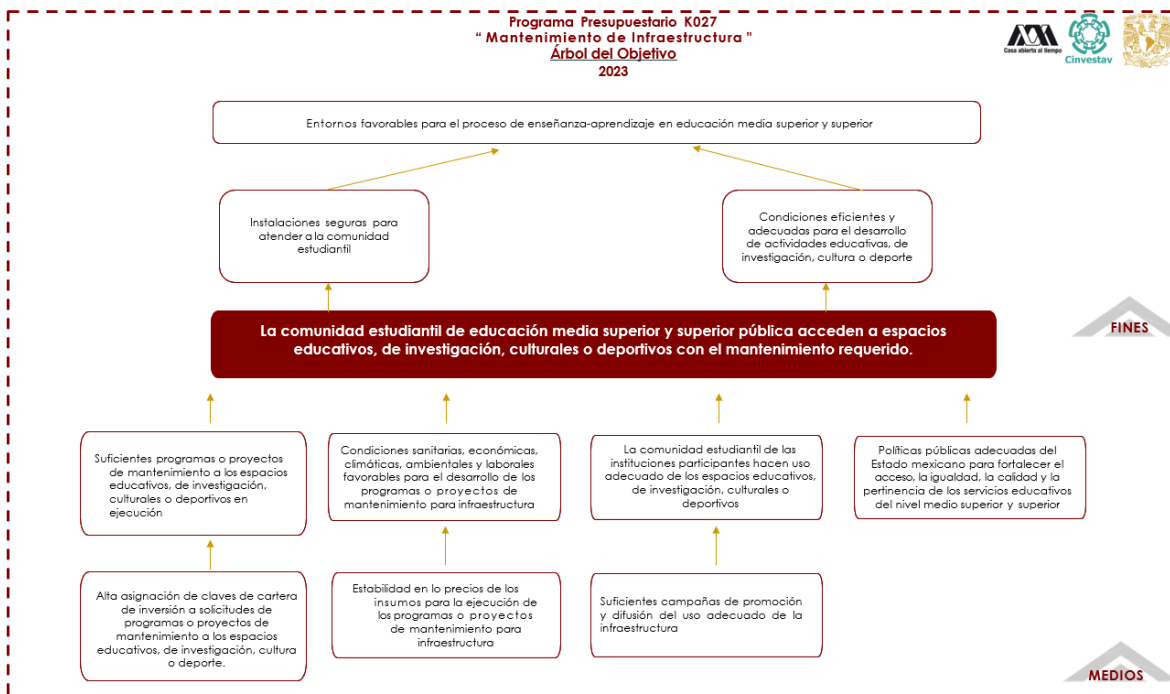 Programa Presupuestario K027
“ Mantenimiento de Infraestructura "
Árbol del Objetivo
2023
Casa abierta al tiempo
Cinvestav
Entornos favorables para el proceso de enseñanza-aprendizaje en educación media superior y superior
Instalaciones seguras para
atender a la comunidad
estudiantil
Condiciones eficientes y
adecuadas para el desarrollo
de actividades educativas, de
investigación, cultura o deporte
La comunidad estudiantil de educación media superior y superior pública acceden a espacios
educativos, de investigación, culturales o deportivos con el mantenimiento requerido.
FINES
Suficientes programas o proyectos
de mantenimiento a los espacios
educativos, de investigación,
culturales o deportivos en
ejecución
Condiciones sanitarias, económicas,
climáticas, ambientales y laborales
favorables para el desarrollo de los
programas o proyectos de
mantenimiento para infraestructura
La comunidad estudiantil de las
instituciones participantes hacen uso
adecuado de los espacios educativos,
de investigación, culturales o
deportivos
Políticas públicas adecuadas del
Estado mexicano para fortalecer el
acceso, la igualdad, la calidad y la
pertinencia de los servicios educativos
del nivel medio superior y superior
Alta asignación de claves de cartera
de inversión a solicitudes de
programas o proyectos de
mantenimiento a los espacios
educativos, de investigación, cultura
o deporte.
Estabilidad en lo precios de los
insumos para la ejecución de
los programas o proyectos
de mantenimiento para
infraestructura
Suficientes campañas de promoción
y difusión del uso adecuado de la
infraestructura
MEDIOS